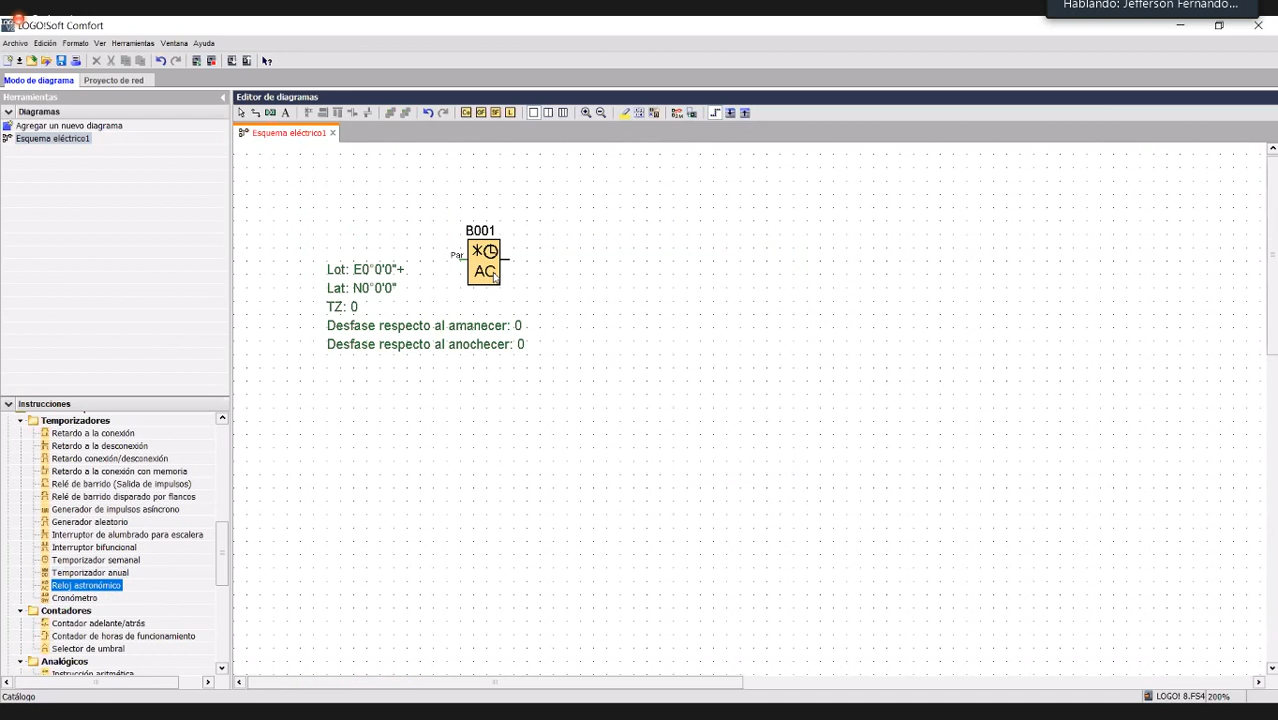 Hablando: Jefferson Fernando...
LOGO!Soft Comfort
Archivo Edición Formato Ver Herramientas Ventana Ayuda
Modo de diagrama Proyecto de red
Herramientas
Editor de diagramas
Diagramas
Agregar un nuevo diagrama
Esquema eléctrico1
Esquema eléctrico1
B001
Par
AC
Lot: E0°0'0"+
Lat: N0°0'0"
TZ: 0
Desfase respecto al amanecer: 0
Desfase respecto al anochecer: 0
Instrucciones
Temporizadores
Retardo a la conexión
Retardo a la desconexión
Retardo conexión/desconexión
Retardo a la conexión con memoria
Relé de barrido (Salida de impulsos)
Relé de barrido disparado por flancos
Generador de impulsos asíncrono
Generador aleatorio
Interruptor de alumbrado para escalera
Interruptor bifuncional
Temporizador semanal
Temporizador anual
Reloj astronómico
Cronómetro
Contadores
Contador adelante/atrás
Contador de horas de funcionamiento
Selector de umbral
Analógicos
Instrucción aritmética
Catálogo
LOGO! 8.FS4 200%